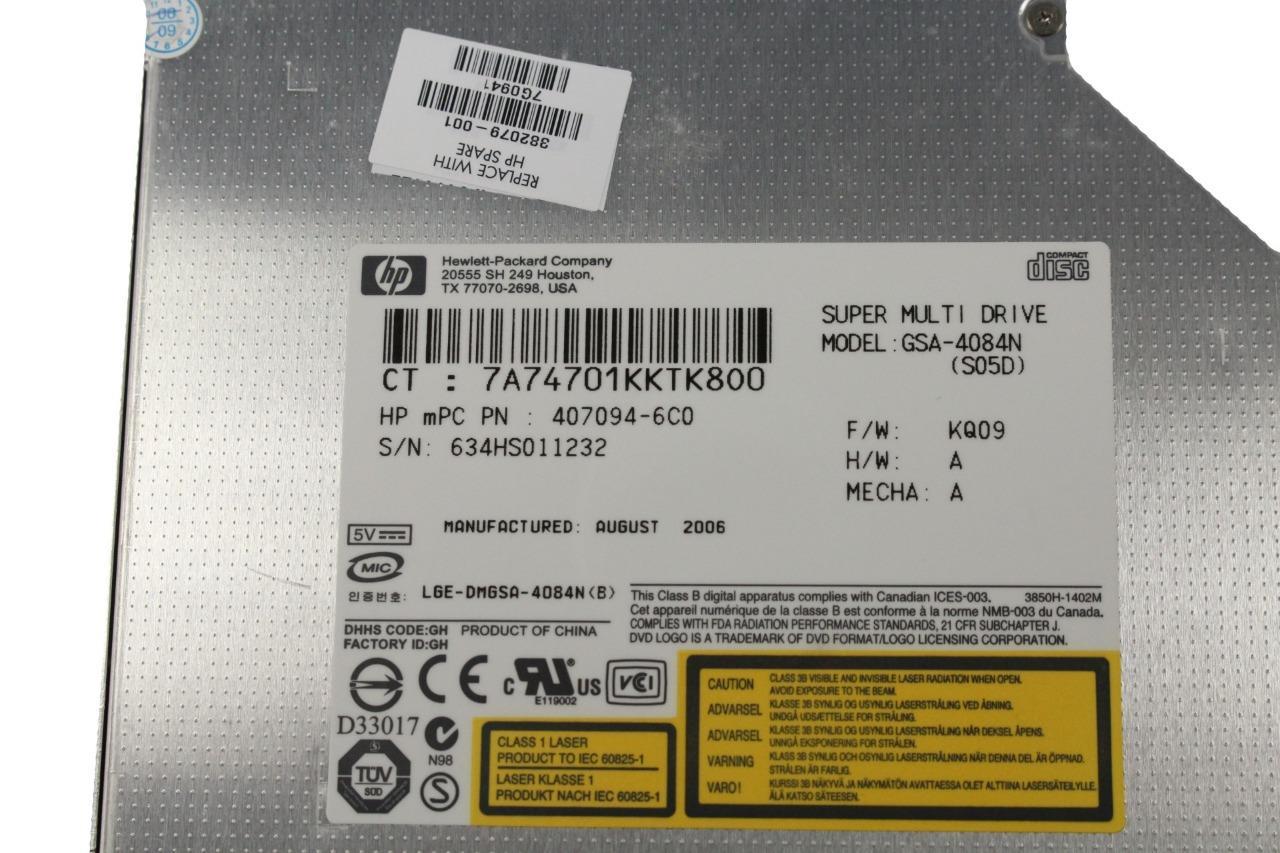 08
09
7G0941
382079-001
REPLACE WITH
HP SPARE
hp
Hewlett-Packard Company
20555 SH 249 Houston,
TX 77070-2698, USA
COMPACT
disc
SUPER MULTI DRIVE
MODEL:GSA-4084N
(S05D)
CT : 7A74701KKTK800
HP mPC PN : 407094-6C0
S/N: 634HS011232
F/W: KQ09
H/W: A
MECHA: A
5V
MANUFACTURED: AUGUST 2006
MIC
인증번호: LGE-DMGSA-4084N(B)
This Class B digital apparatus complies with Canadian ICES-003. 3850H-1402M
Cet appareil numérique de la classe B est conforme à la norme NMB-003 du Canada.
COMPLIES WITH FDA RADIATION PERFORMANCE STANDARDS, 21 CFR SUBCHAPTER J.
DVD LOGO IS A TRADEMARK OF DVD FORMAT/LOGO LICENSING CORPORATION.
DHHS CODE:GH PRODUCT OF CHINA
FACTORY ID:GH
CE
c UR US
E119002
VCI
D33017
N98
S
TÜV
SÜD
S
CLASS 1 LASER
PRODUCT TO IEC 60825-1
LASER KLASSE 1
PRODUKT NACH IEC 60825-1
CAUTION CLASS 3B VISIBLE AND INVISIBLE LASER RADIATION WHEN OPEN.
AVOID EXPOSURE TO THE BEAM.
ADVARSEL KLASSE 3B SYNLIG OG USYNLIG LASERSTRÅLING VED ÅBNING.
UNDGÅ UDSÆTTELSE FOR STRÅLING.
ADVARSEL KLASSE 3B SYNLIG OG USYNLIG LASERSTRÅLING NÅR DEKSEL ÅPENS.
UNNGÅ EKSPONERING FOR STRÅLEN.
VARNING KLASS 3B SYNLIG OCH OSYNLIG LASERSTRÅLNING NÄR DENNA DEL ÄR ÖPPNAD.
STRÅLEN ÄR FARLIG.
VARO! KURSSI 3B NÄKYVÄ JA NÄKYMÄTÖN AVATTAESSA OLET ALTTIINA LASERSÄTEILYLLE.
ÄLÄ KATSO SÄTEESEN.